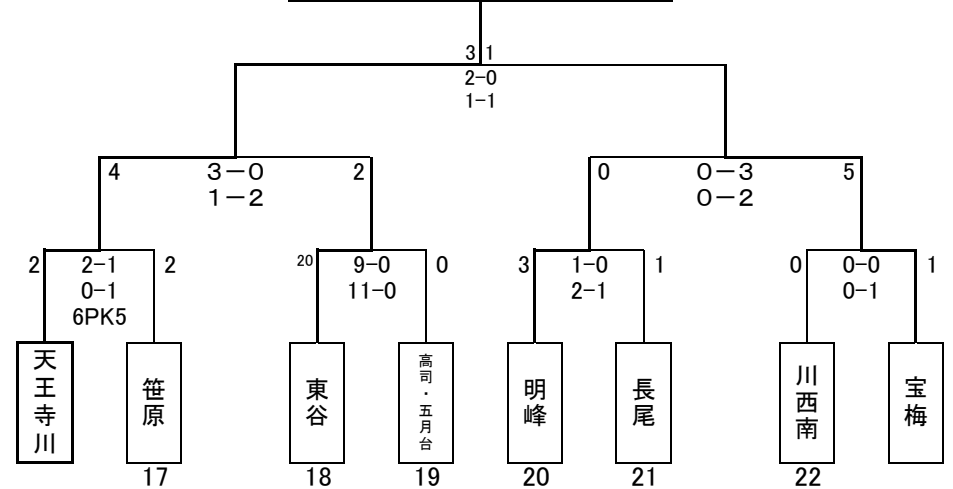 3 1
2-0
1-1
4 3-0 2
1-2
0 0-3 5
0-2
2 2-1 2
0-1
6PK5
20 9-0 0
11-0
3 1-0 1
2-1
0 0-0 1
0-1
天王寺川
笹原
東谷
高司・五月台
明峰
長尾
川西南
宝梅
17
18
19
20
21
22